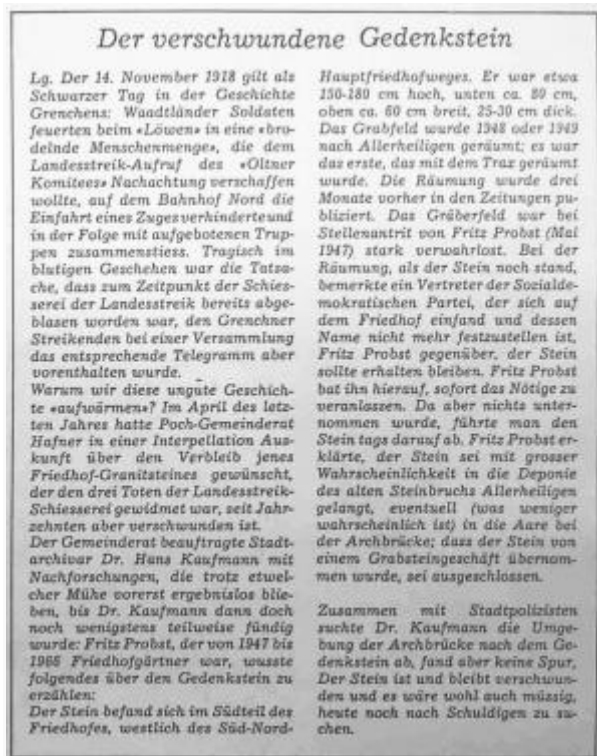 Der verschwundene Gedenkstein
Lg. Der 14. November 1918 gilt als
Schwarzer Tag in der Geschichte
Grenchens: Waadtländer Soldaten
feuerten beim «Löwen» in eine «bro-
delnde Menschenmenge», die dem
Landesstreik-Aufruf des «Oltner
Komitees» Nachachtung verschaffen
wollte, auf dem Bahnhof Nord die
Einfahrt eines Zuges verhinderte und
in der Folge mit aufgebotenen Trup-
pen zusammenstiess. Tragisch im
blutigen Geschehen war die Tatsa-
che, dass zum Zeitpunkt der Schies-
serei der Landesstreik bereits abge-
blasen worden war, den Grenchner
Streikenden bei einer Versammlung
das entsprechende Telegramm aber
vorenthalten wurde.
Warum wir diese ungute Geschich-
te «aufwärmen»? Im April des letz-
ten Jahres hatte Poch-Gemeinderat
Hafner in einer Interpellation Aus-
kunft über den Verbleib jenes
Friedhof-Granitsteines gewünscht,
der den drei Toten der Landesstreik-
Schiesserei gewidmet war, seit Jahr-
zehnten aber verschwunden ist.
Der Gemeinderat beauftragte Stadt-
archivar Dr. Hans Kaufmann mit
Nachforschungen, die trotz etwel-
cher Mühe vorerst ergebnislos blie-
ben, bis Dr. Kaufmann dann doch
noch wenigstens teilweise fündig
wurde: Fritz Probst, der von 1947 bis
1966 Friedhofgärtner war, wusste
folgendes über den Gedenkstein zu
erzählen:
Der Stein befand sich im Südteil des
Friedhofes, westlich des Süd-Nord-
Hauptfriedhofweges. Er war etwa
150-180 cm hoch, unten ca. 80 cm,
oben ca. 60 cm breit, 25-30 cm dick.
Das Grabfeld wurde 1948 oder 1949
nach Allerheiligen geräumt; es war
das erste, das mit dem Trax geräumt
wurde. Die Räumung wurde drei
Monate vorher in den Zeitungen pu-
bliziert. Das Gräberfeld war bei
Stellenantrit von Fritz Probst (Mai
1947) stark verwahrlost. Bei der
Räumung, als der Stein noch stand,
bemerkte ein Vertreter der Sozialde-
mokratischen Partei, der sich auf
dem Friedhof einfand und dessen
Name nicht mehr festzustellen ist,
Fritz Probst gegenüber, der Stein
sollte erhalten bleiben. Fritz Probst
bat ihn hierauf, sofort das Nötige zu
veranlassen. Da aber nichts unter-
nommen wurde, führte man den
Stein tags darauf ab. Fritz Probst er-
klärte, der Stein sei mit grosser
Wahrscheinlichkeit in die Deponie
des alten Steinbruchs Allerheiligen
gelangt, eventuell (was weniger
wahrscheinlich ist) in die Aare bei
der Archbrücke; dass der Stein von
einem Grabsteingeschäft übernom-
men wurde, sei ausgeschlossen.
Zusammen mit Stadtpolizisten
suchte Dr. Kaufmann die Umge-
bung der Archbrücke nach dem Ge-
denkstein ab, fand aber keine Spur.
Der Stein ist und bleibt verschwun-
den und es wäre wohl auch müssig,
heute noch nach Schuldigen zu su-
chen.